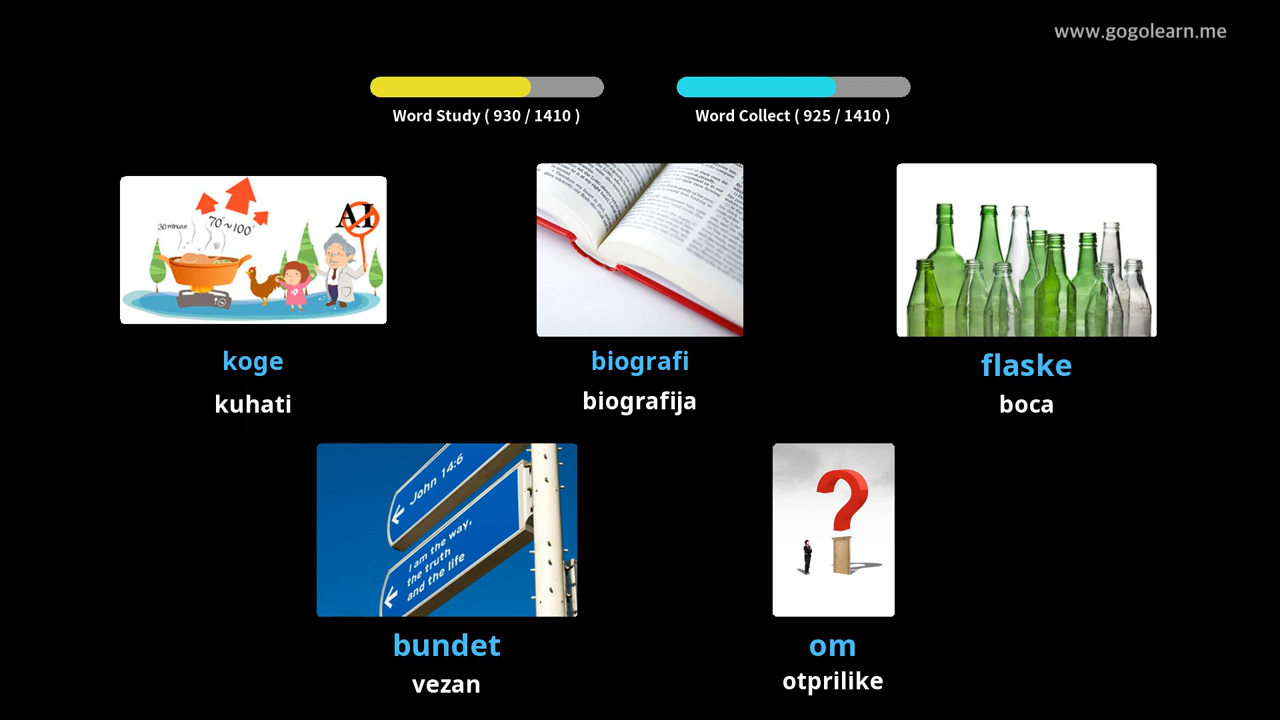 www.gogolearn.me
Word Study ( 930 / 1410 )
Word Collect ( 925 / 1410 )
30 minute
70°~100°
AI
koge
kuhati
biografi
biografija
flaske
boca
John 14:6
I am the way,
the truth
and the life
bundet
vezan
om
otprilike